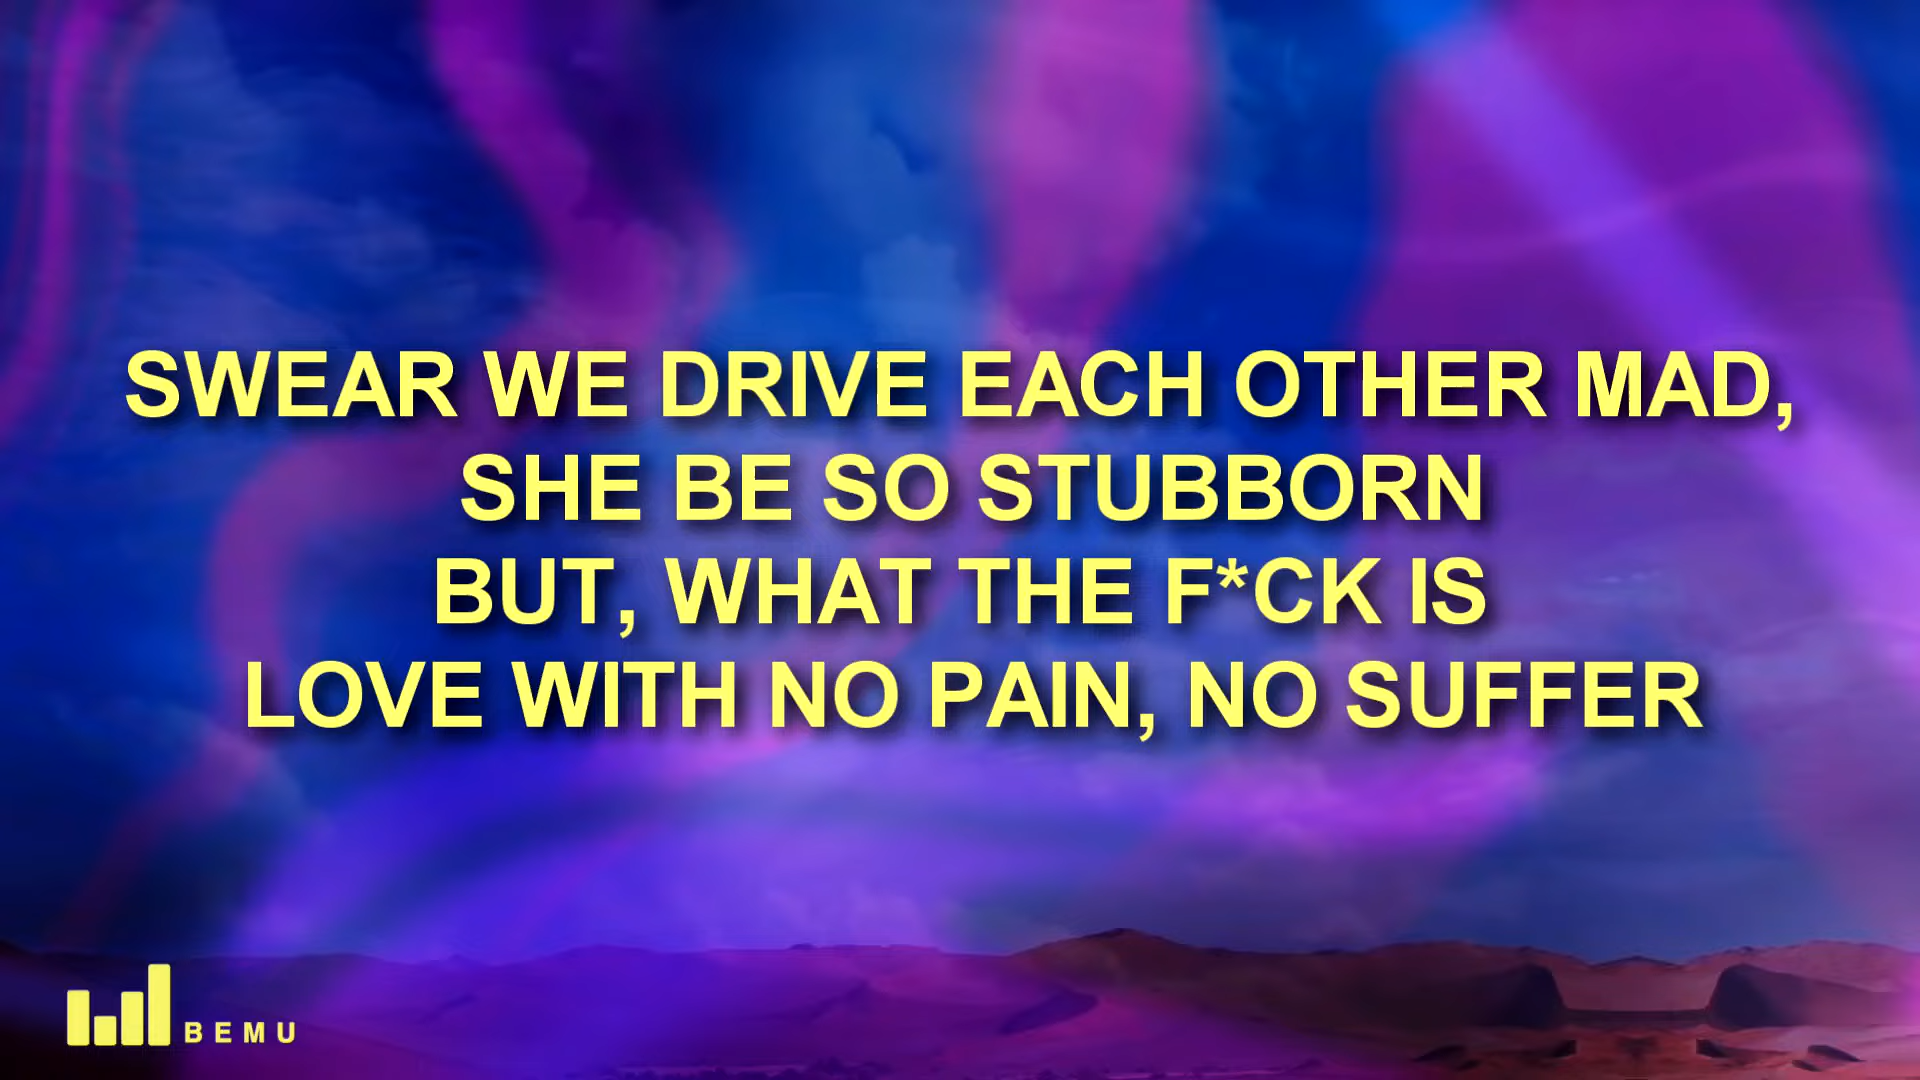 SWEAR WE DRIVE EACH OTHER MAD,
SHE BE SO STUBBORN
BUT, WHAT THE F*CK IS
LOVE WITH NO PAIN, NO SUFFER
BEMU